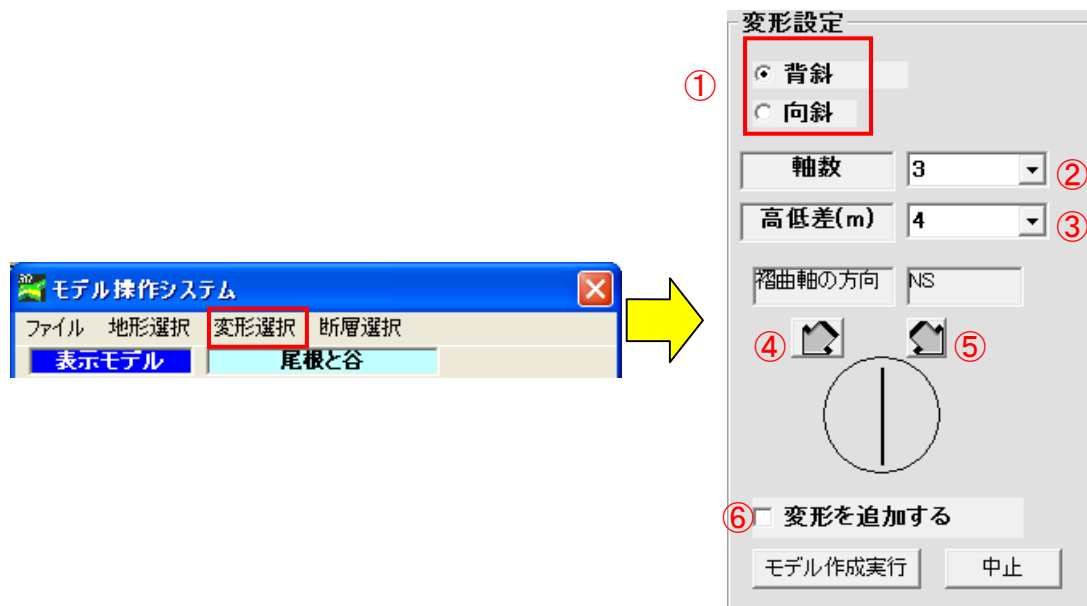 モデル操作システム
ファイル 地形選択 変形選択 断層選択
表示モデル 尾根と谷
変形設定
①
背斜
向斜
軸数 3 ②
高低差(m) 4 ③
褶曲軸の方向 NS
④ ⑤
⑥ 変形を追加する
モデル作成実行 中止